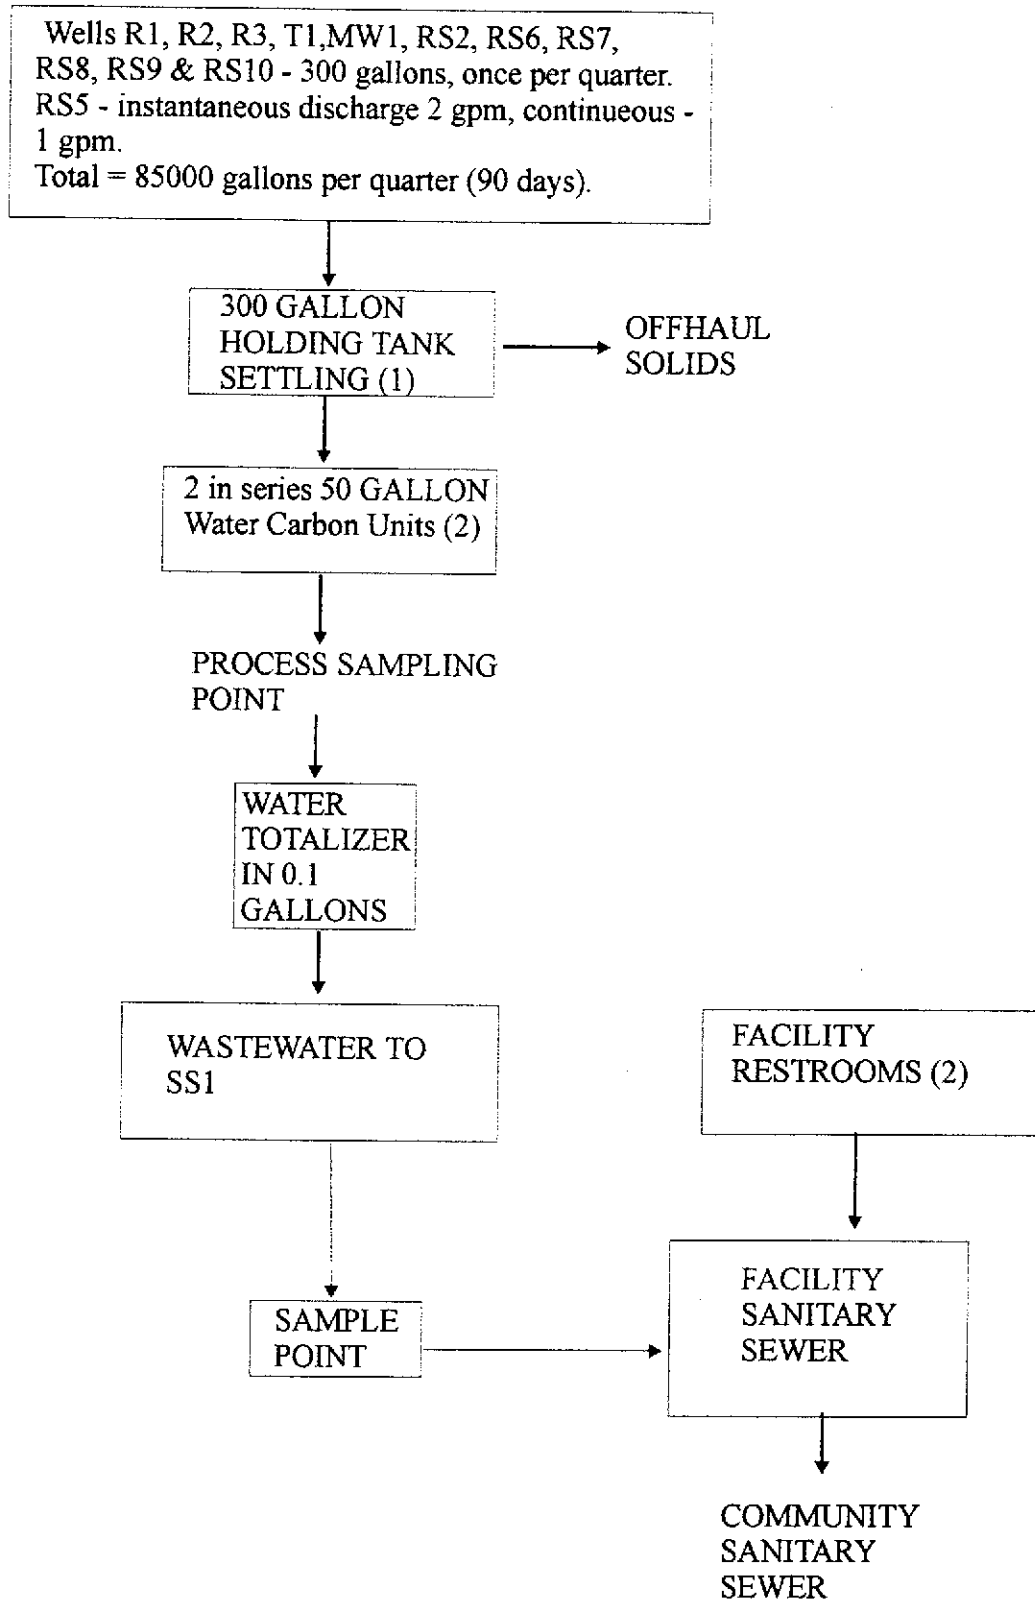 Wells R1, R2, R3, T1,MW1, RS2, RS6, RS7,
RS8, RS9 & RS10 - 300 gallons, once per quarter.
RS5 - instantaneous discharge 2 gpm, continueous -
1 gpm.
Total = 85000 gallons per quarter (90 days).
300 GALLON
HOLDING TANK
SETTLING (1)
OFFHAUL
SOLIDS
2 in series 50 GALLON
Water Carbon Units (2)
PROCESS SAMPLING
POINT
WATER
TOTALIZER
IN 0.1
GALLONS
WASTEWATER TO
SS1
FACILITY
RESTROOMS (2)
SAMPLE
POINT
FACILITY
SANITARY
SEWER
COMMUNITY
SANITARY
SEWER